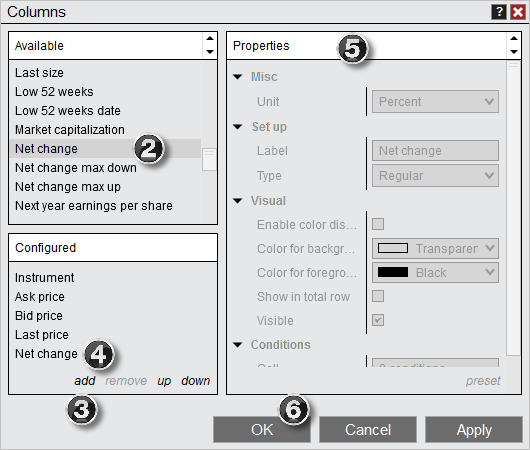 Columns ?
Available
Last size
Low 52 weeks
Low 52 weeks date
Market capitalization
Net change 2
Net change max down
Net change max up
Next year earnings per share
Configured
Instrument
Ask price
Bid price
Last price
Net change 4
add remove up down
3
Properties 5
Misc
Unit Percent
Set up
Label Net change
Type Regular
Visual
Enable color dis...
Color for backgr... Transparen
Color for foregro... Black
Show in total row
Visible
Conditions
preset
6
OK Cancel Apply